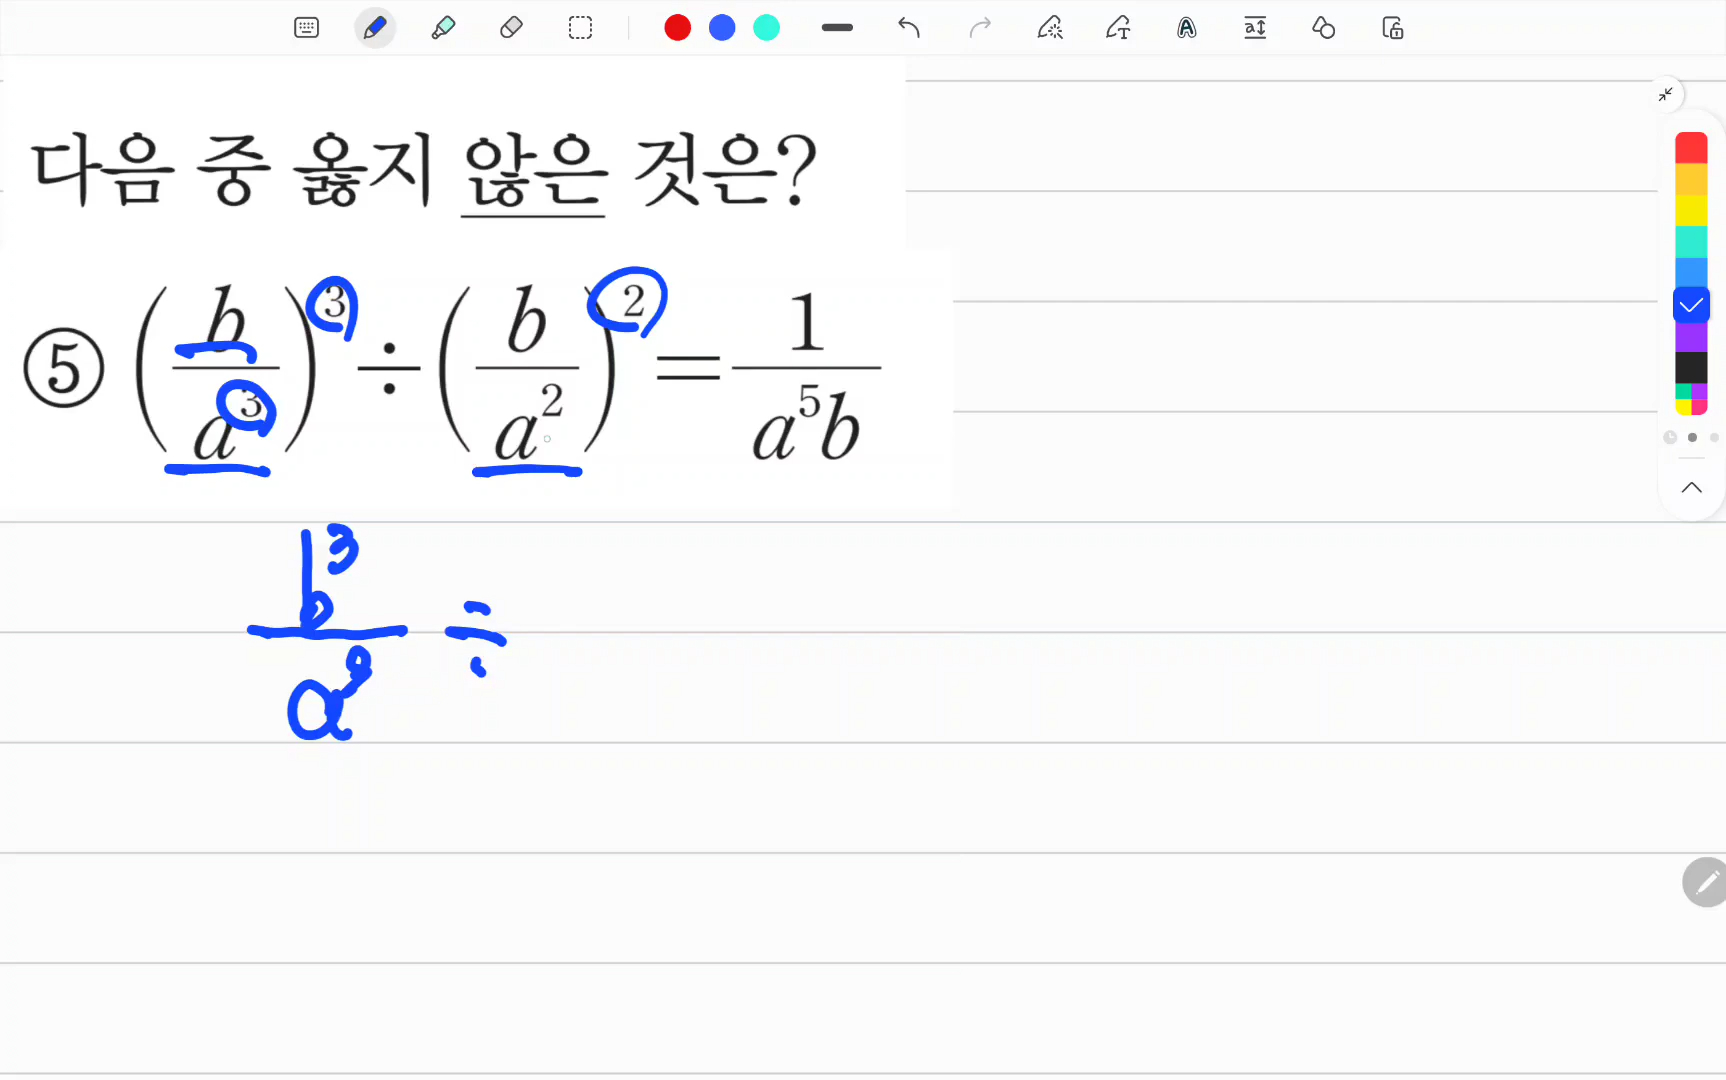 다음 중 옳지 않은 것은?
⑤ (b/a³)³ ÷ (b/a²)² = 1/a⁵b
b³/a⁹ ÷